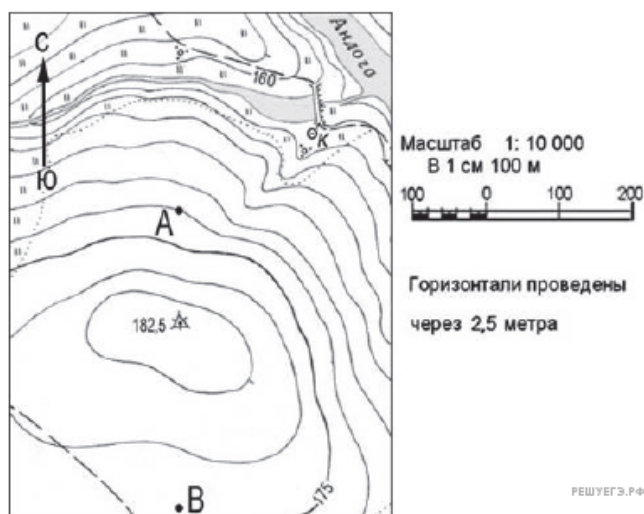 С
Ю
Андога
160
К
А
182,5
175
В
Масштаб 1: 10 000
В 1 см 100 м
100 0 100 200
Горизонтали проведены
через 2,5 метра
РЕШУЕГЭ.РФ